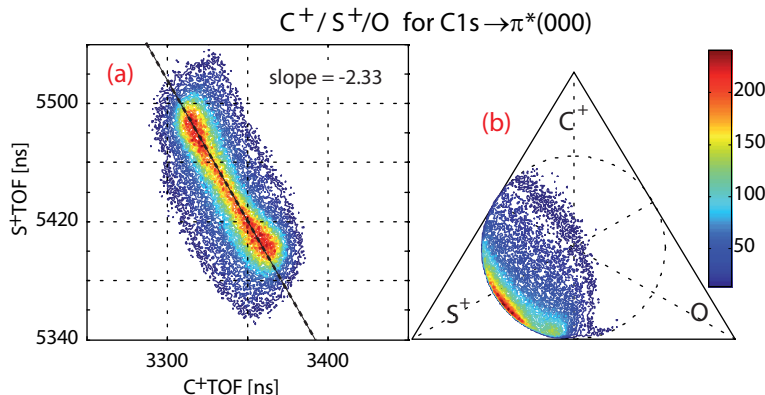 C⁺/ S⁺/O for C1s→π*(000)
(a)
slope = -2.33
5500
5420
5340
S⁺TOF [ns]
3300
3400
C⁺TOF [ns]
(b)
C⁺
S⁺
O
200
150
100
50